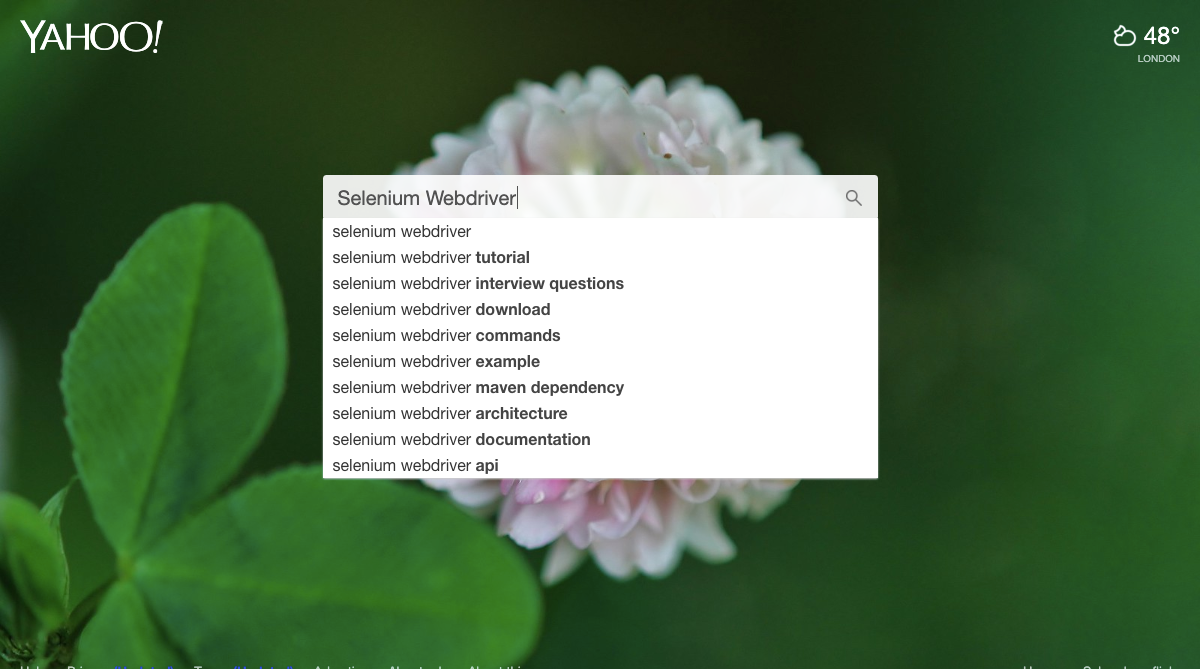 YAHOO!
48°
LONDON
Selenium Webdriver
selenium webdriver
selenium webdriver tutorial
selenium webdriver interview questions
selenium webdriver download
selenium webdriver commands
selenium webdriver example
selenium webdriver maven dependency
selenium webdriver architecture
selenium webdriver documentation
selenium webdriver api